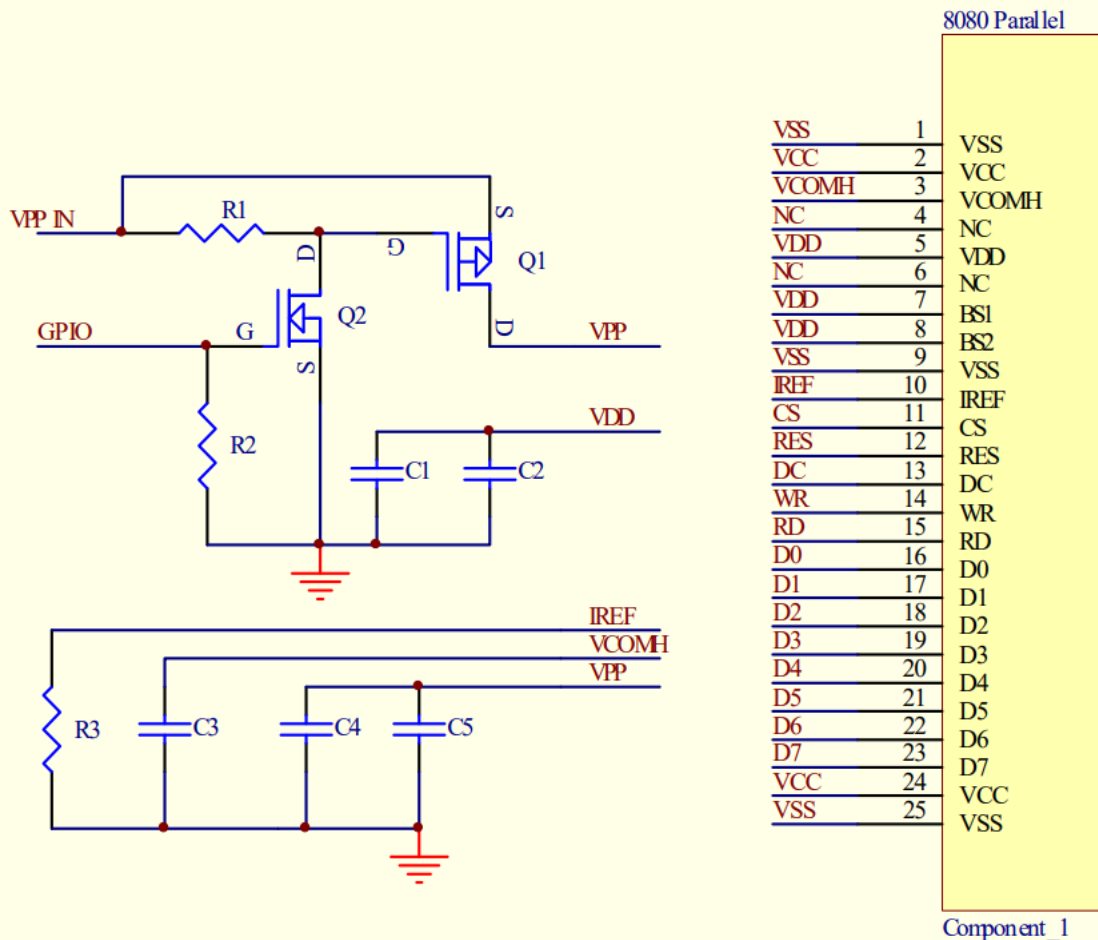 8080 Parallel
VPP IN
R1
D
G
S
Q1
D
VPP
GPIO
G
Q2
S
R2
VDD
C1
C2
IREF
VCOMH
VPP
R3
C3
C4
C5
VSS 1 VSS
VCC 2 VCC
VCOMH 3 VCOMH
NC 4 NC
VDD 5 VDD
NC 6 NC
VDD 7 BS1
VDD 8 BS2
VSS 9 VSS
IREF 10 IREF
CS 11 CS
RES 12 RES
DC 13 DC
WR 14 WR
RD 15 RD
D0 16 D0
D1 17 D1
D2 18 D2
D3 19 D3
D4 20 D4
D5 21 D5
D6 22 D6
D7 23 D7
VCC 24 VCC
VSS 25 VSS
Component_1